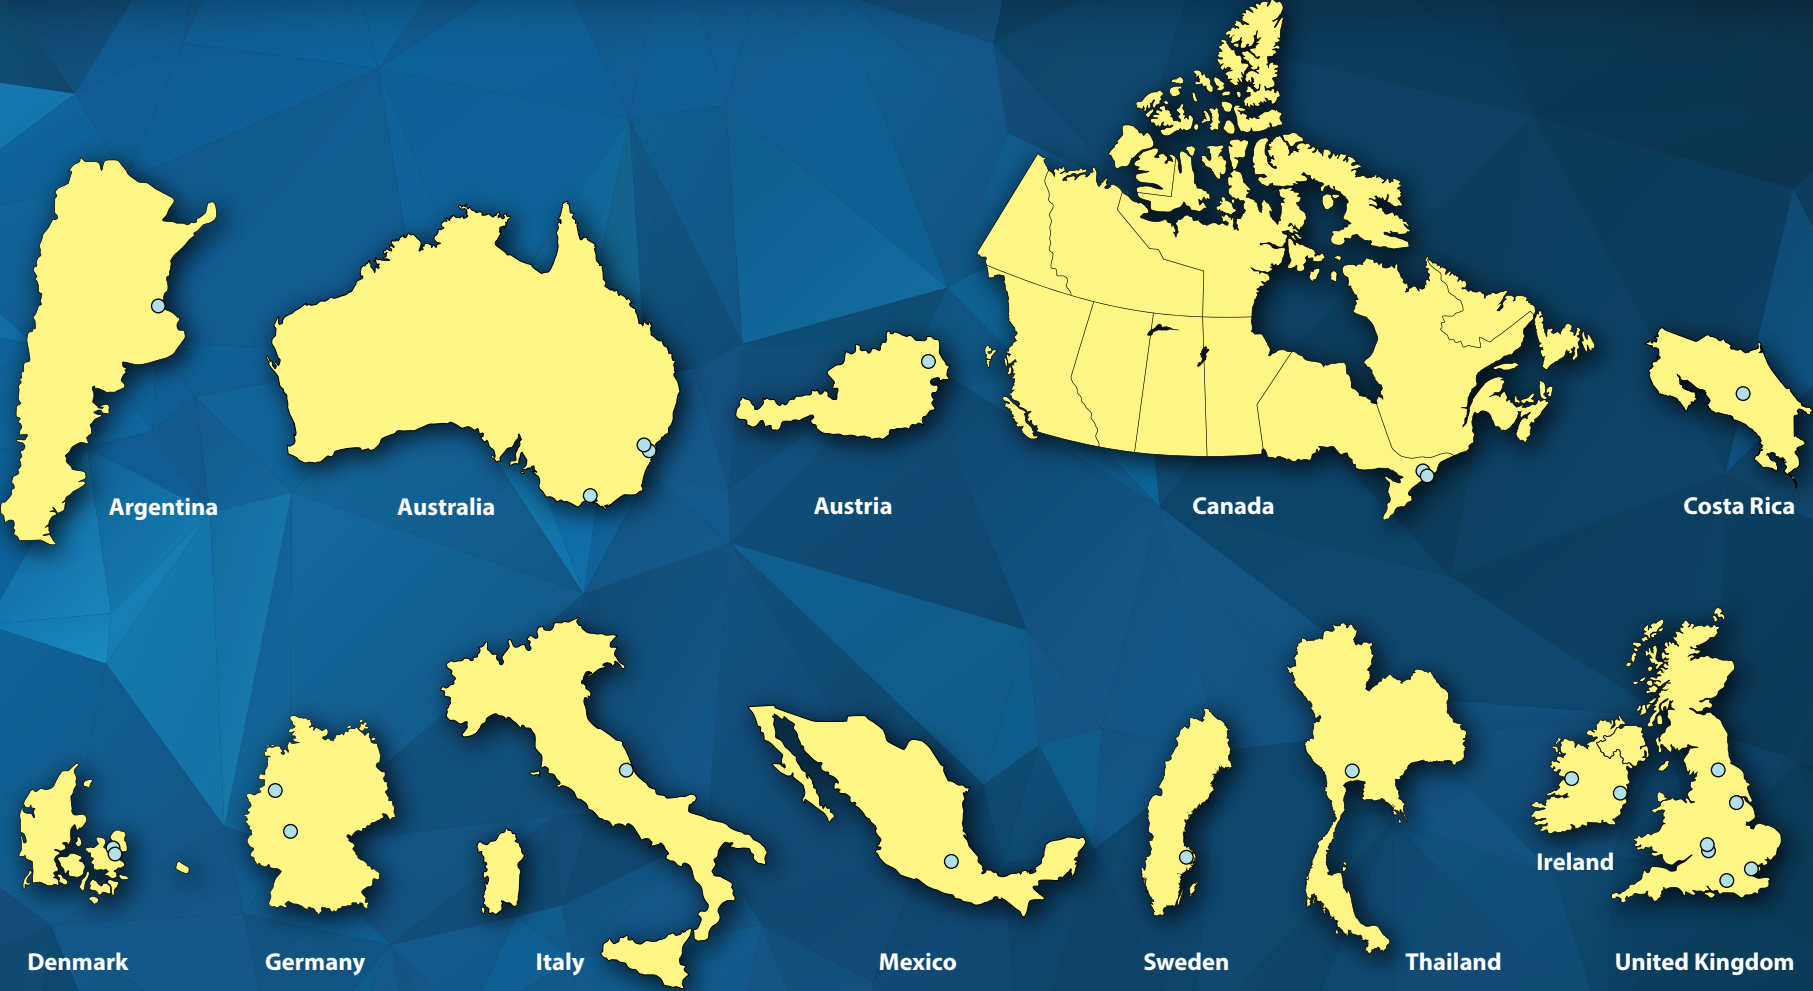 Argentina
Australia
Austria
Canada
Costa Rica
Ireland
Denmark
Germany
Italy
Mexico
Sweden
Thailand
United Kingdom